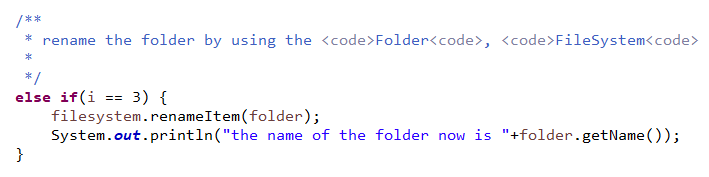 /**
 * rename the folder by using the <code>Folder<code>, <code>FileSystem<code>
 *
 */
else if(i == 3) {
    filesystem.renameItem(folder);
    System.out.println("the name of the folder now is "+folder.getName());
}